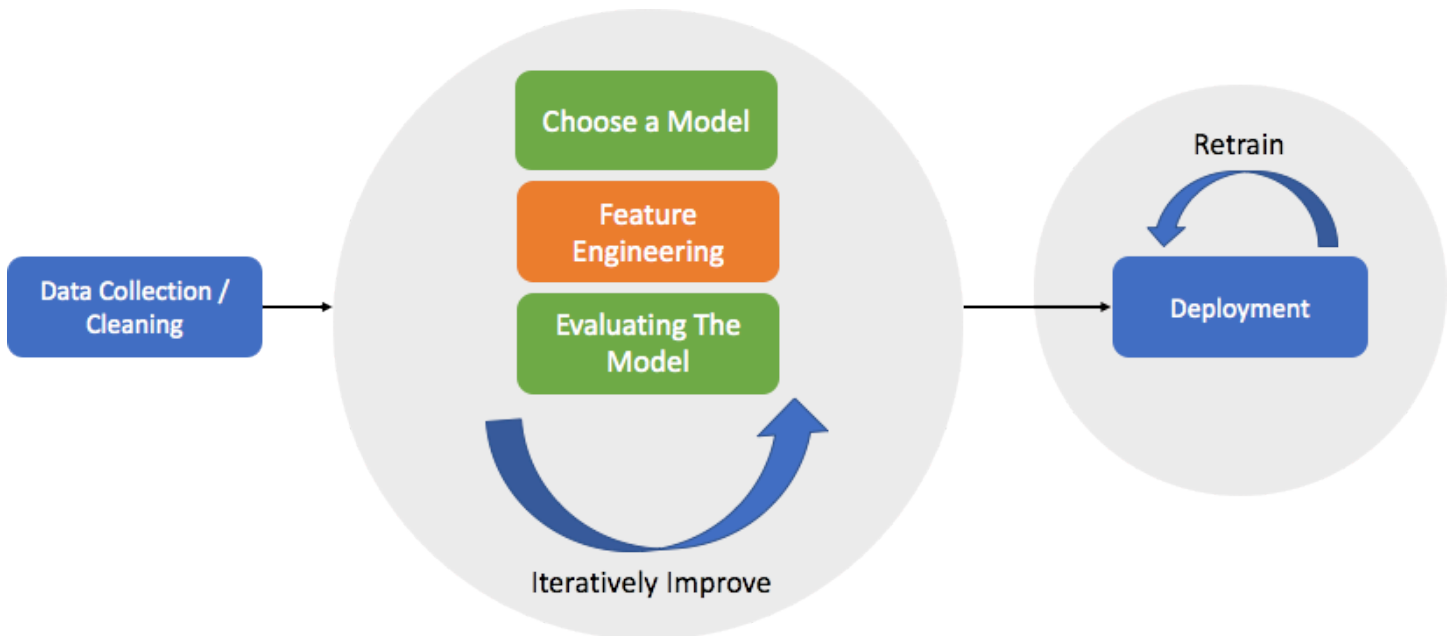 Data Collection /
Cleaning
Choose a Model
Feature
Engineering
Evaluating The
Model
Iteratively Improve
Retrain
Deployment